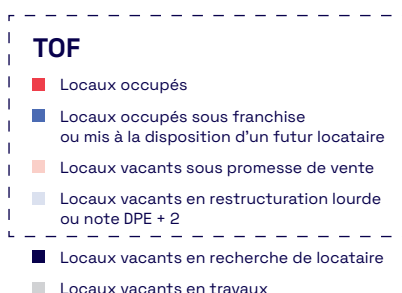 TOF
Locaux occupés
Locaux occupés sous franchise
ou mis à la disposition d'un futur locataire
Locaux vacants sous promesse de vente
Locaux vacants en restructuration lourde
ou note DPE + 2
Locaux vacants en recherche de locataire
Locaux vacants en travaux